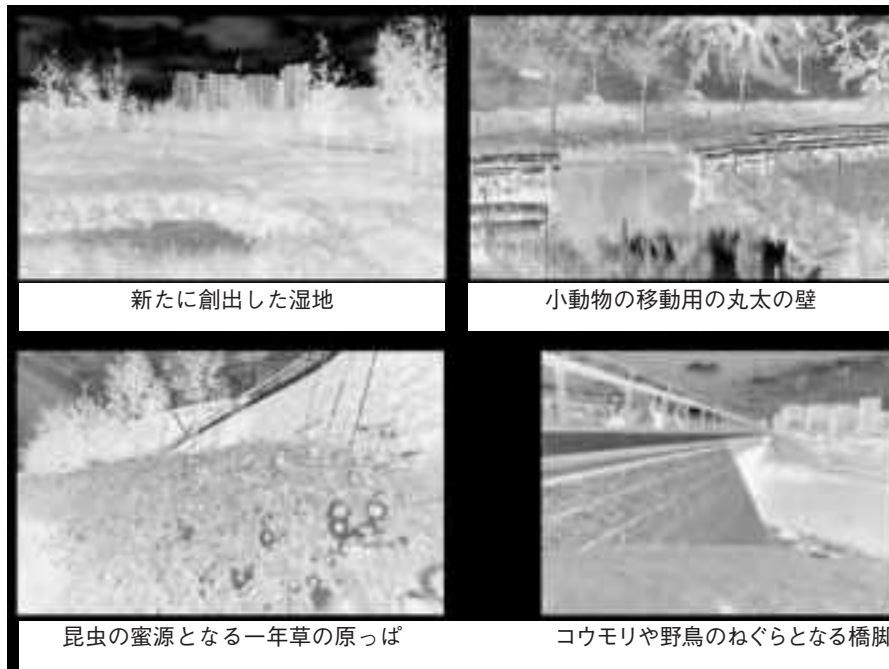 新たに創出した湿地
小動物の移動用の丸太の壁
昆虫の蜜源となる一年草の原っぱ
コウモリや野鳥のねぐらとなる橋脚